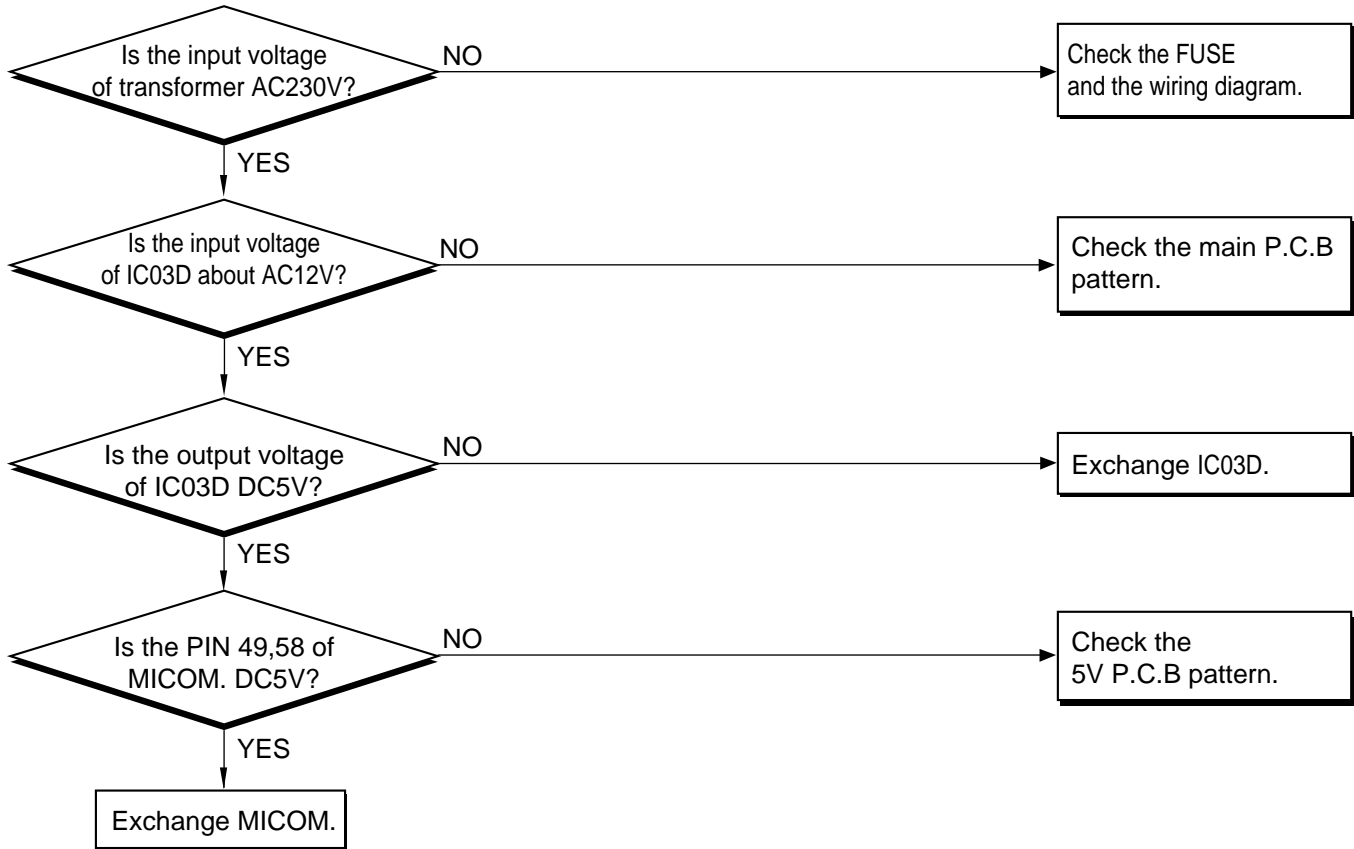 Is the input voltage
of transformer AC230V?
NO
Check the FUSE
and the wiring diagram.
YES
Is the input voltage
of IC03D about AC12V?
NO
Check the main P.C.B
pattern.
YES
Is the output voltage
of IC03D DC5V?
NO
Exchange IC03D.
YES
Is the PIN 49,58 of
MICOM. DC5V?
NO
Check the
5V P.C.B pattern.
YES
Exchange MICOM.